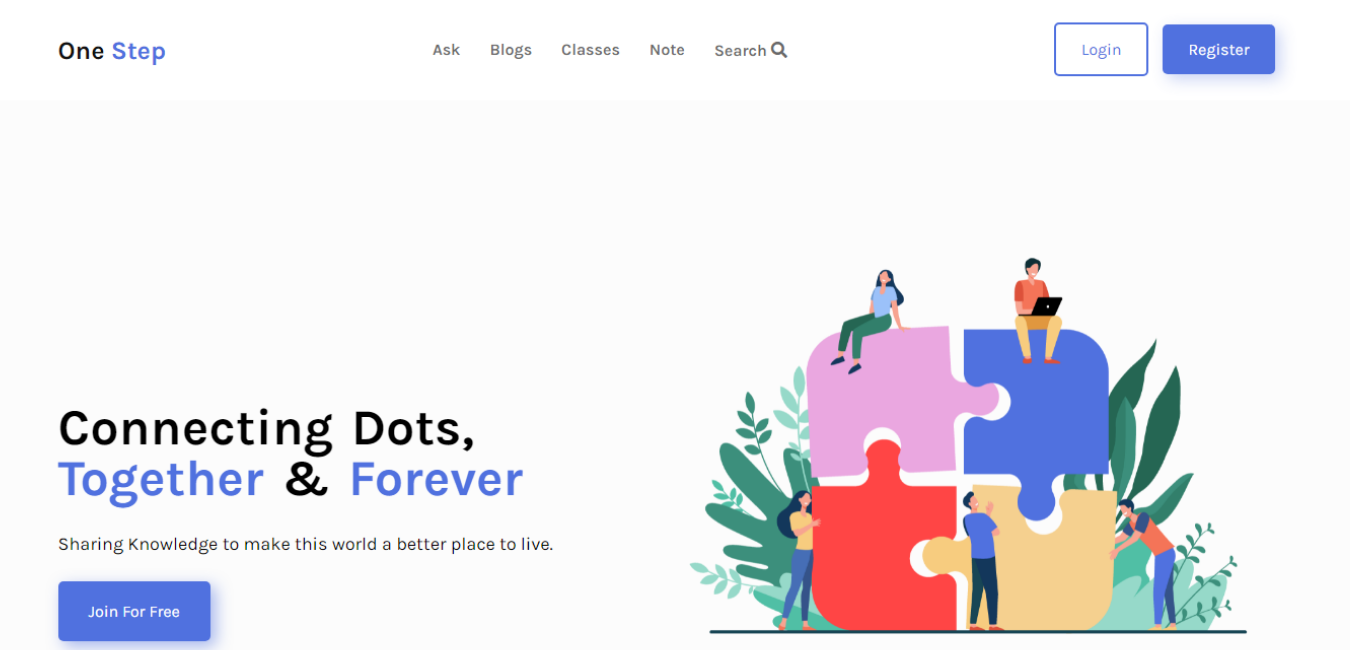 One Step
Ask Blogs Classes Note Search
Login Register
Connecting Dots,
Together & Forever
Sharing Knowledge to make this world a better place to live.
Join For Free